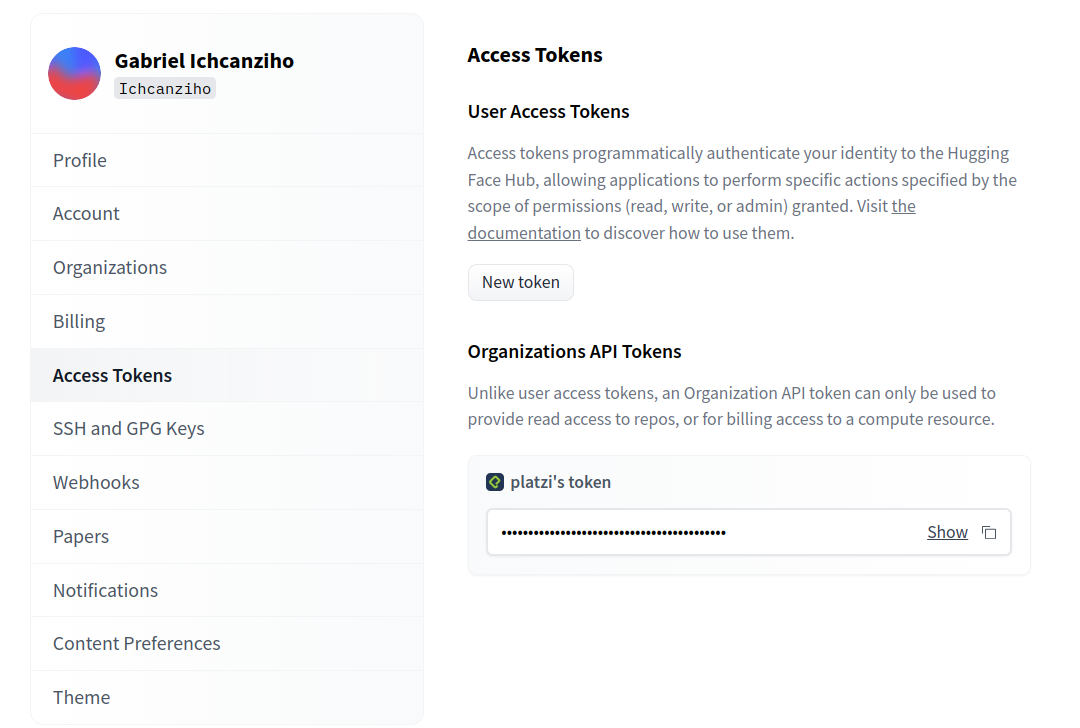 Gabriel Ichcanziho
Ichcanziho
Profile
Account
Organizations
Billing
Access Tokens
SSH and GPG Keys
Webhooks
Papers
Notifications
Content Preferences
Theme
Access Tokens
User Access Tokens
Access tokens programmatically authenticate your identity to the Hugging
Face Hub, allowing applications to perform specific actions specified by the
scope of permissions (read, write, or admin) granted. Visit the
documentation to discover how to use them.
New token
Organizations API Tokens
Unlike user access tokens, an Organization API token can only be used to
provide read access to repos, or for billing access to a compute resource.
platzi's token
•••••••••••••••••••••••••••••••••••••••••• Show